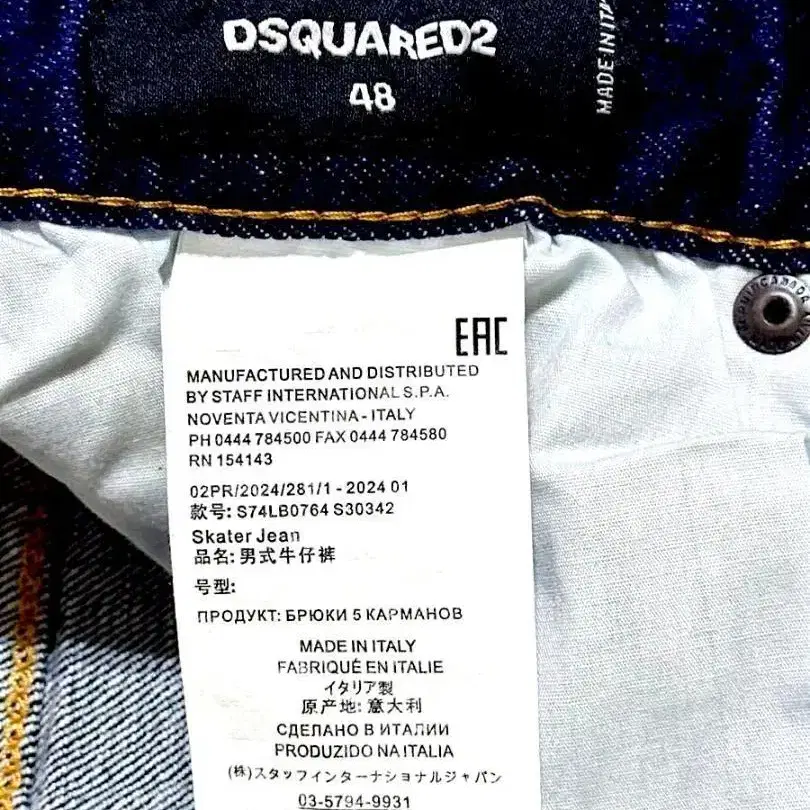 DSQUARED2
48
EAC
MANUFACTURED AND DISTRIBUTED
BY STAFF INTERNATIONAL S.P.A.
NOVENTA VICENTINA - ITALY
PH 0444 784500 FAX 0444 784580
RN 154143
02PR/2024/281/1 - 2024 01
款号: S74LB0764 S30342
Skater Jean
品名: 男式牛仔裤
号型:
ПРОДУКТ: БРЮКИ 5 КАРМАНОВ
MADE IN ITALY
FABRIQUÉ EN ITALIE
イタリア製
原产地: 意大利
СДЕЛАНО В ИТАЛИИ
PRODUZIDO NA ITALIA
(株)スタッフインターナショナルジャパン
03-5794-9931
MADE IN